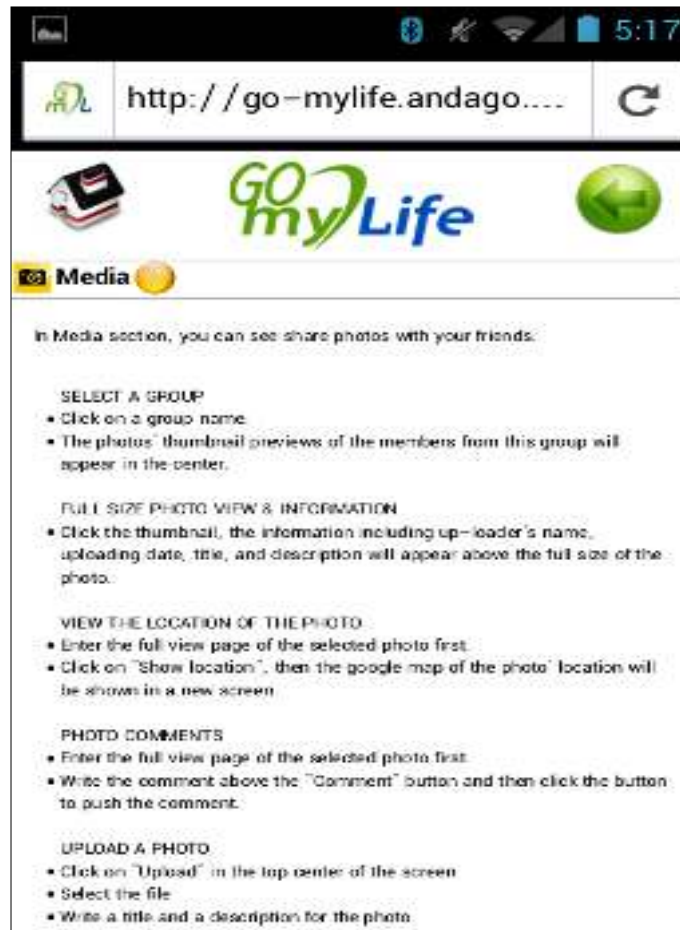 5:17
http://go-mylife.andago....
GO
my Life
Media
In Media section, you can see share photos with your friends.
SELECT A GROUP
• Click on a group name
• The photos' thumbnail previews of the members from this group will
appear in the center.
FULL SIZE PHOTO VIEW & INFORMATION
• Click the thumbnail, the information including up-loader's name,
uploading date, title, and description will appear above the full size of the
photo.
VIEW THE LOCATION OF THE PHOTO
• Enter the full view page of the selected photo first.
• Click on "Show location", then the google map of the photo' location will
be shown in a new screen
PHOTO COMMENTS
• Enter the full view page of the selected photo first
• Write the comment above the "Comment" button and then click the button
to push the comment.
UPLOAD A PHOTO
• Click on "Upload" in the top center of the screen
• Select the file
• Write a title and a description for the photo